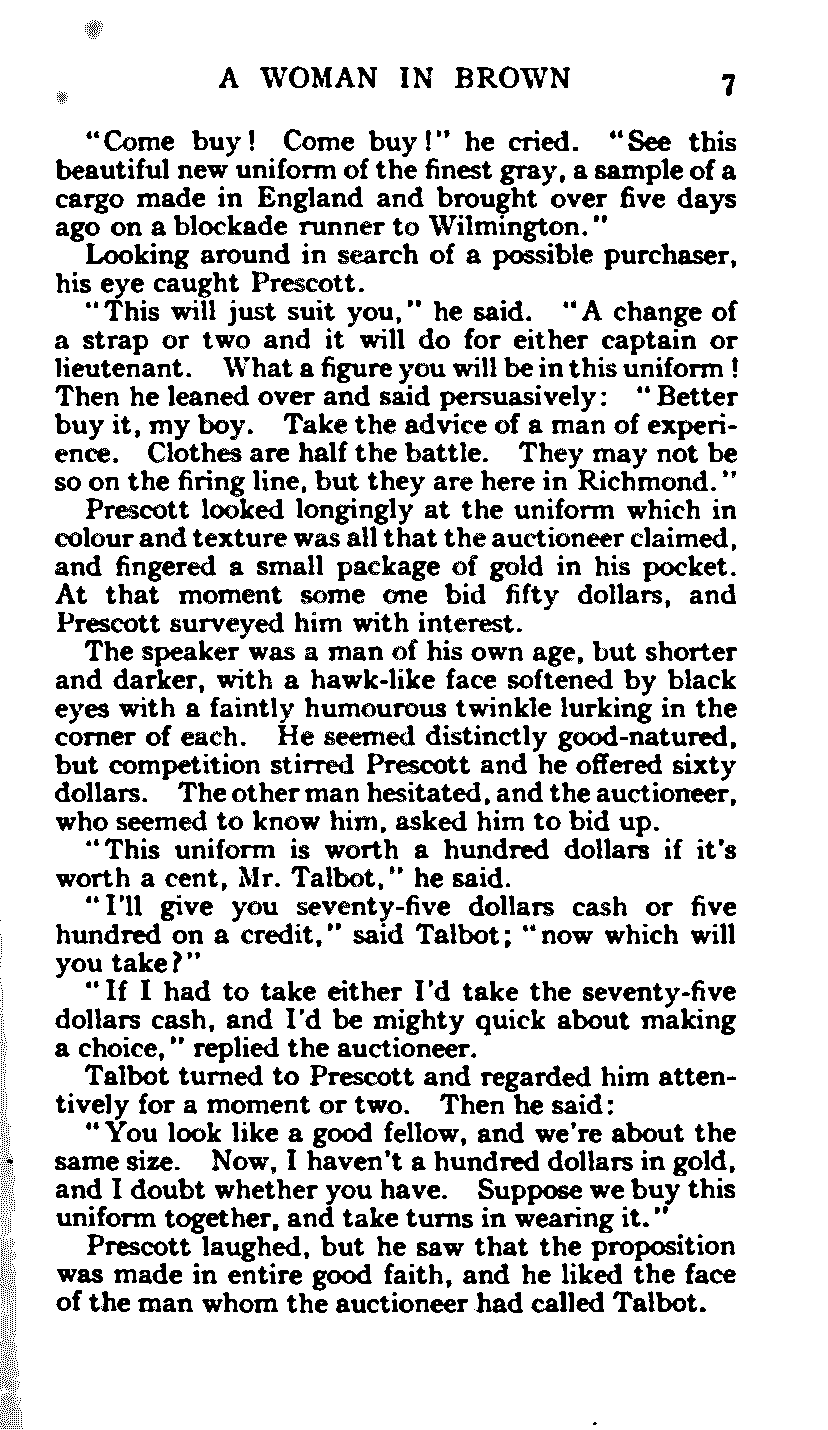 A WOMAN IN BROWN 7
"Come buy! Come buy!" he cried. "See this
beautiful new uniform of the finest gray, a sample of a
cargo made in England and brought over five days
ago on a blockade runner to Wilmington."
Looking around in search of a possible purchaser,
his eye caught Prescott.
"This will just suit you," he said. "A change of
a strap or two and it will do for either captain or
lieutenant. What a figure you will be in this uniform!
Then he leaned over and said persuasively: "Better
buy it, my boy. Take the advice of a man of experi-
ence. Clothes are half the battle. They may not be
so on the firing line, but they are here in Richmond."
Prescott looked longingly at the uniform which in
colour and texture was all that the auctioneer claimed,
and fingered a small package of gold in his pocket.
At that moment some one bid fifty dollars, and
Prescott surveyed him with interest.
The speaker was a man of his own age, but shorter
and darker, with a hawk-like face softened by black
eyes with a faintly humourous twinkle lurking in the
corner of each. He seemed distinctly good-natured,
but competition stirred Prescott and he offered sixty
dollars. The other man hesitated, and the auctioneer,
who seemed to know him, asked him to bid up.
"This uniform is worth a hundred dollars if it's
worth a cent, Mr. Talbot," he said.
"I'll give you seventy-five dollars cash or five
hundred on a credit," said Talbot; "now which will
you take?"
"If I had to take either I'd take the seventy-five
dollars cash, and I'd be mighty quick about making
a choice," replied the auctioneer.
Talbot turned to Prescott and regarded him atten-
tively for a moment or two. Then he said:
"You look like a good fellow, and we're about the
same size. Now, I haven't a hundred dollars in gold,
and I doubt whether you have. Suppose we buy this
uniform together, and take turns in wearing it."
Prescott laughed, but he saw that the proposition
was made in entire good faith, and he liked the face
of the man whom the auctioneer had called Talbot.